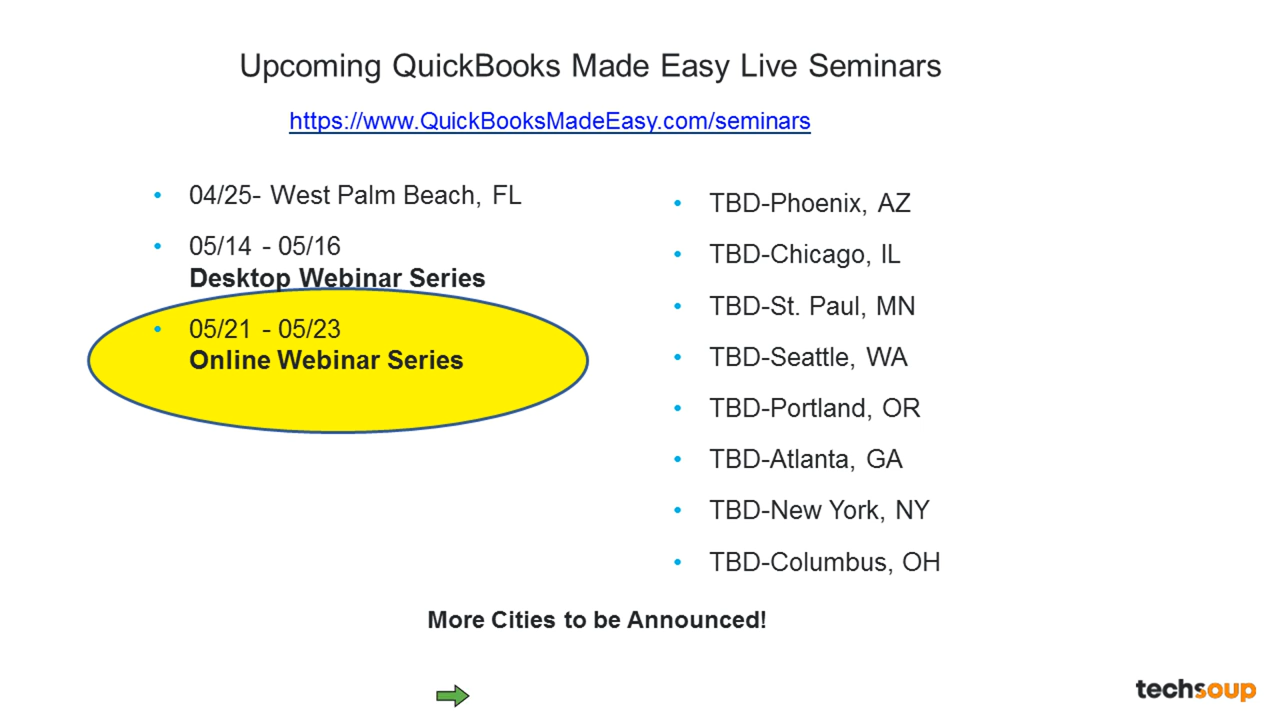 Upcoming QuickBooks Made Easy Live Seminars
https://www.QuickBooksMadeEasy.com/seminars
• 04/25- West Palm Beach, FL
• 05/14 - 05/16
Desktop Webinar Series
• 05/21 - 05/23
Online Webinar Series
• TBD-Phoenix, AZ
• TBD-Chicago, IL
• TBD-St. Paul, MN
• TBD-Seattle, WA
• TBD-Portland, OR
• TBD-Atlanta, GA
• TBD-New York, NY
• TBD-Columbus, OH
More Cities to be Announced!
techsoup